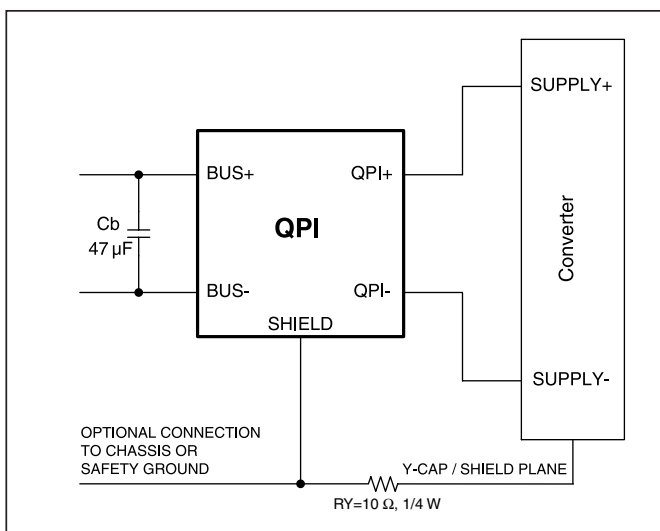 SUPPLY+
BUS+
QPI+
Cb
47 µF
QPI
Converter
BUS-
QPI-
SHIELD
SUPPLY-
OPTIONAL CONNECTION
TO CHASSIS OR
SAFETY GROUND
Y-CAP / SHIELD PLANE
RY=10 Ω, 1/4 W